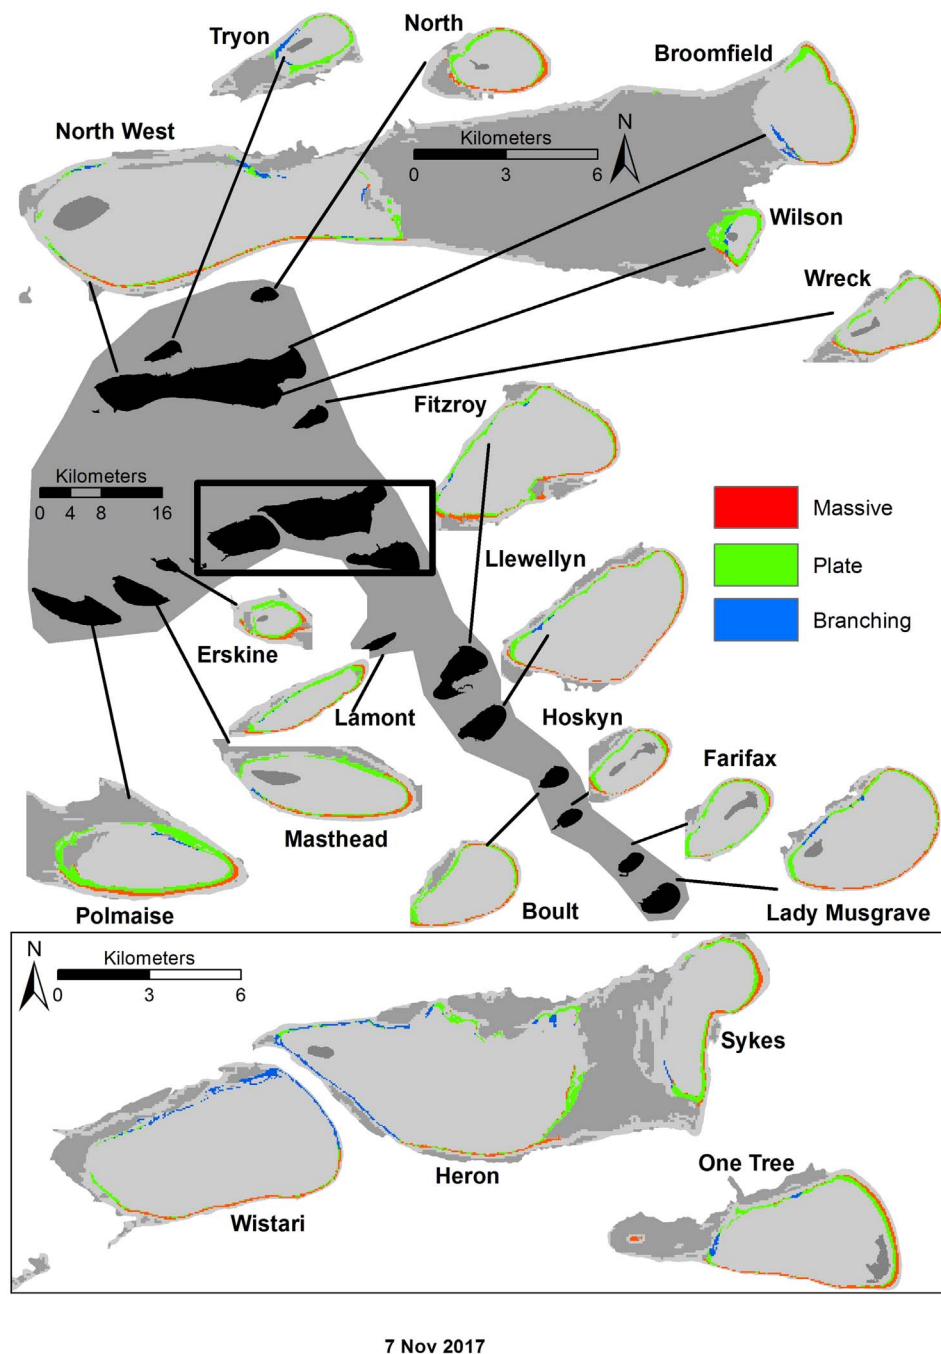 Tryon
North
Broomfield
North West
Kilometers
0 3 6
N
Wilson
Wreck
Fitzroy
Kilometers
0 4 8 16
Massive
Plate
Branching
Llewellyn
Erskine
Lamont
Hoskyn
Farifax
Masthead
Polmaise
Boult
Lady Musgrave
N
Kilometers
0 3 6
Sykes
Heron
One Tree
Wistari
7 Nov 2017